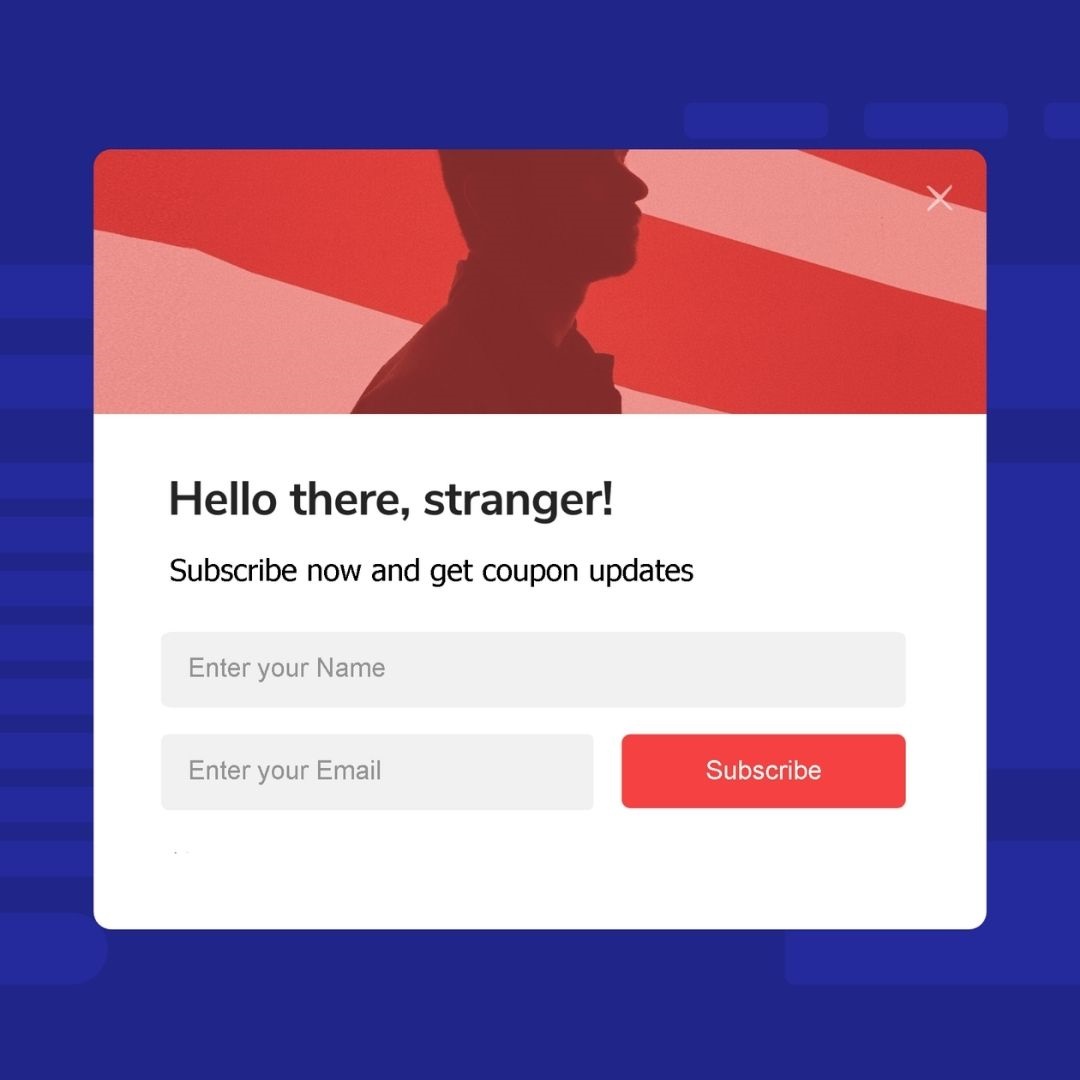 Hello there, stranger!
Subscribe now and get coupon updates
Enter your Name
Enter your Email
Subscribe